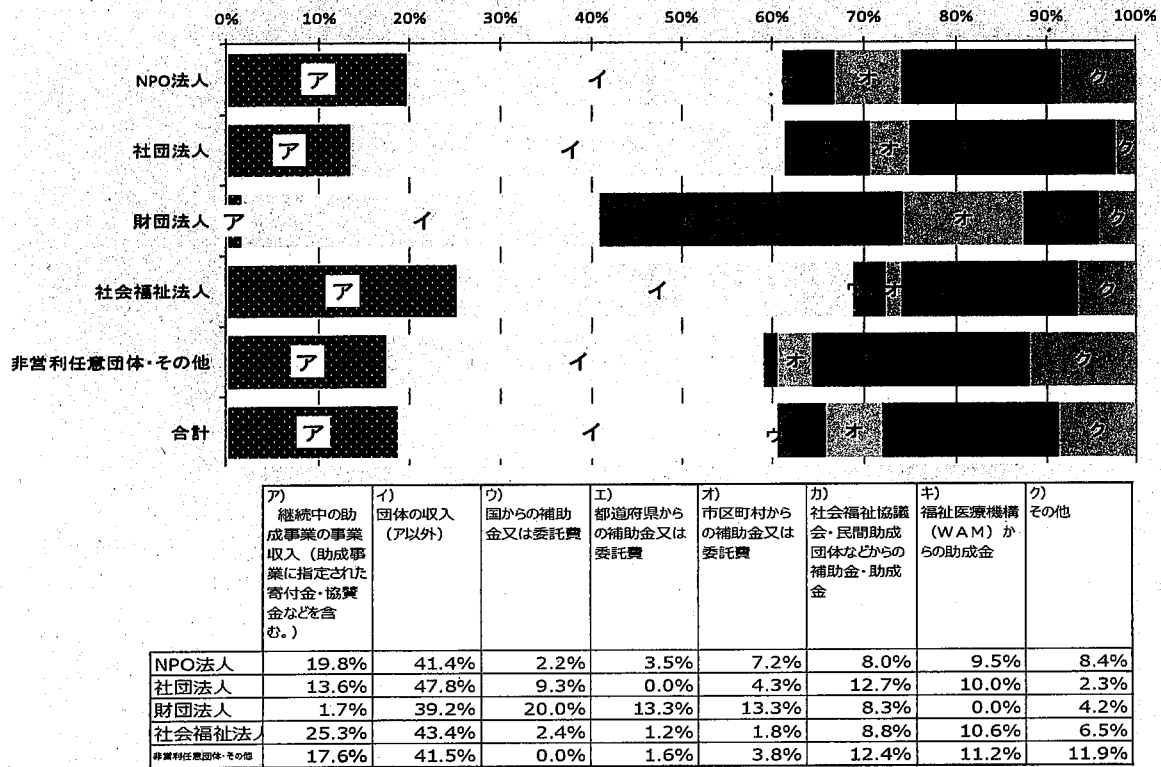 0% 10% 20% 30% 40% 50% 60% 70% 80% 90% 100%
NPO法人 ア イ オ ク
社団法人 ア イ オ ク
財団法人 ア イ オ ク
社会福祉法人 ア イ ウ オ ク
非営利任意団体・その他 ア イ オ ク
合計 ア イ ウ オ ク
ア)
継続中の助
成事業の事業
収入（助成事
業に指定された
寄付金・協賛
金などを含
む。）
イ)
団体の収入
（ア以外）
ウ)
国からの補助
金又は委託費
エ)
都道府県から
の補助金又は
委託費
オ)
市区町村から
の補助金又は
委託費
カ)
社会福祉協議
会・民間助成
団体などからの
補助金・助成
金
キ)
福祉医療機構
（WAM）か
らの助成金
ク)
その他
NPO法人 19.8% 41.4% 2.2% 3.5% 7.2% 8.0% 9.5% 8.4%
社団法人 13.6% 47.8% 9.3% 0.0% 4.3% 12.7% 10.0% 2.3%
財団法人 1.7% 39.2% 20.0% 13.3% 13.3% 8.3% 0.0% 4.2%
社会福祉法人 25.3% 43.4% 2.4% 1.2% 1.8% 8.8% 10.6% 6.5%
非営利任意団体・その他 17.6% 41.5% 0.0% 1.6% 3.8% 12.4% 11.2% 11.9%